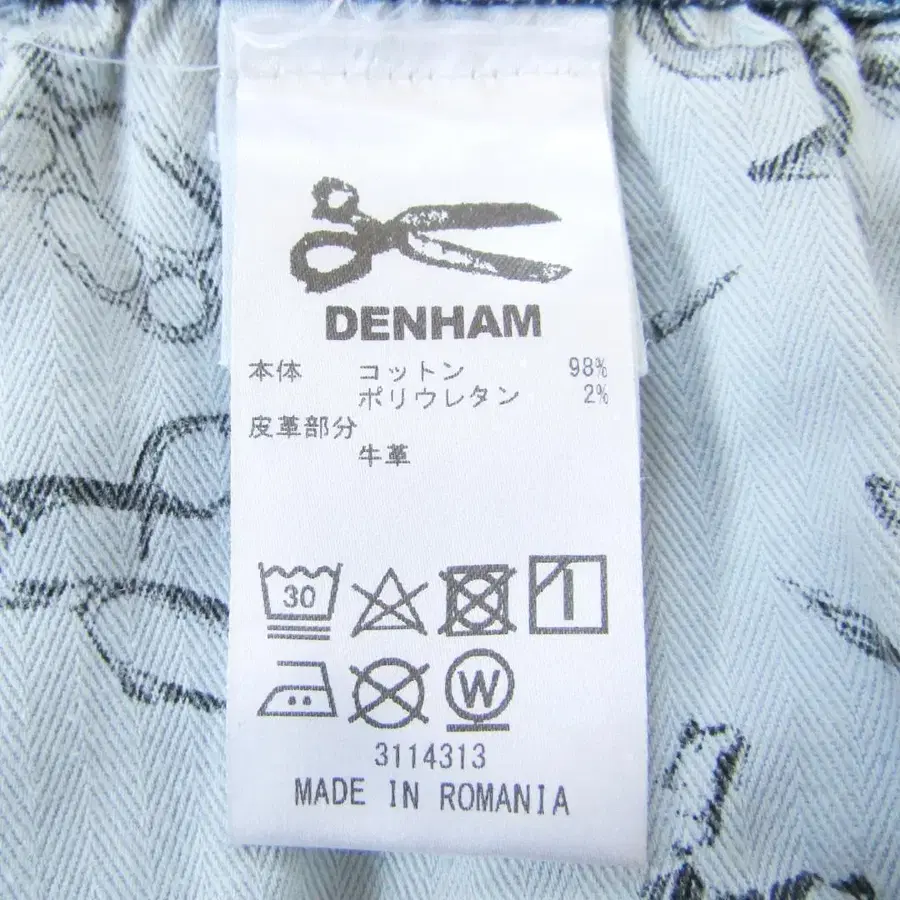 DENHAM
本体 コットン 98%
ポリウレタン 2%
皮革部分
牛革
30
W
3114313
MADE IN ROMANIA